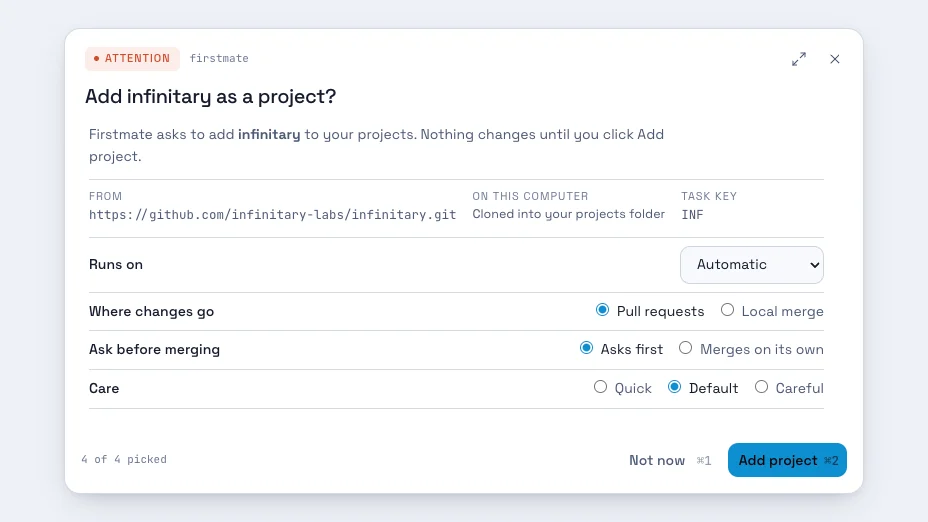 ATTENTION firstmate
Add infinitary as a project?
Firstmate asks to add infinitary to your projects. Nothing changes until you click Add
project.
FROM ON THIS COMPUTER TASK KEY
https://github.com/infinitary-labs/infinitary.git Cloned into your projects folder INF
Runs on Automatic
Where changes go Pull requests Local merge
Ask before merging Asks first Merges on its own
Care Quick Default Careful
4 of 4 picked Not now ⌘1 Add project ⌘2